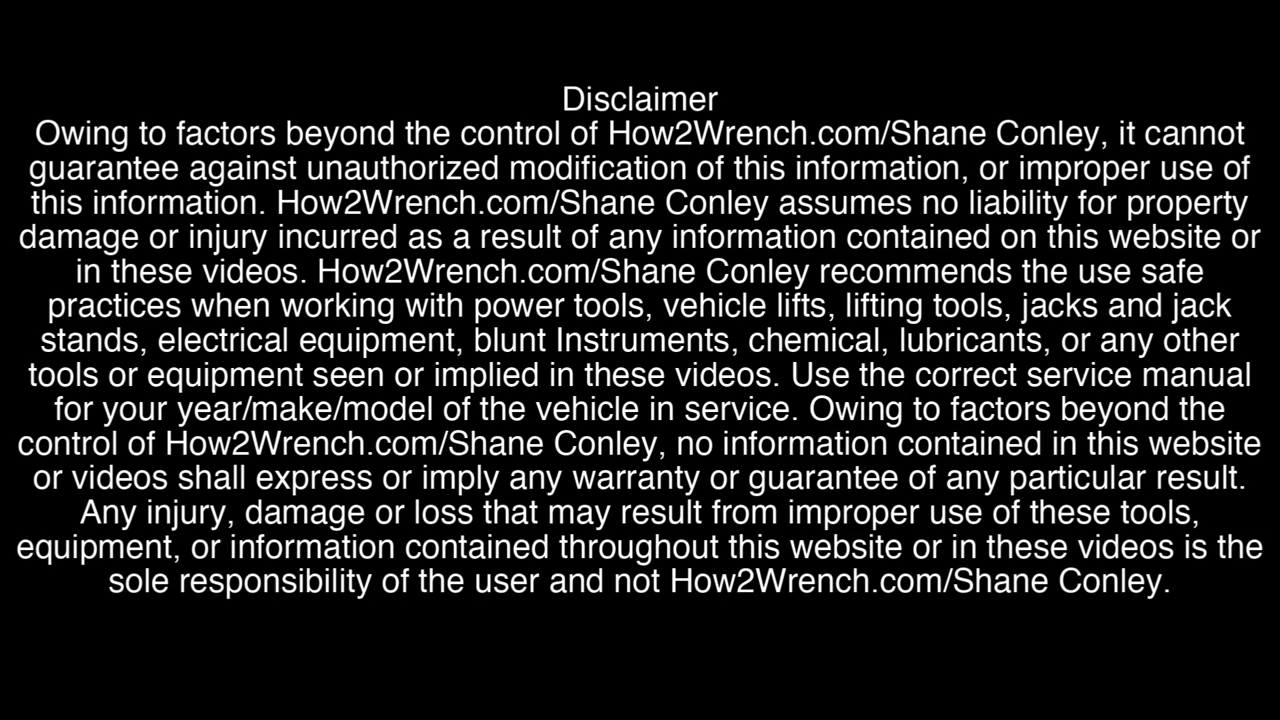 Disclaimer
Owing to factors beyond the control of How2Wrench.com/Shane Conley, it cannot
guarantee against unauthorized modification of this information, or improper use of
this information. How2Wrench.com/Shane Conley assumes no liability for property
damage or injury incurred as a result of any information contained on this website or
in these videos. How2Wrench.com/Shane Conley recommends the use safe
practices when working with power tools, vehicle lifts, lifting tools, jacks and jack
stands, electrical equipment, blunt Instruments, chemical, lubricants, or any other
tools or equipment seen or implied in these videos. Use the correct service manual
for your year/make/model of the vehicle in service. Owing to factors beyond the
control of How2Wrench.com/Shane Conley, no information contained in this website
or videos shall express or imply any warranty or guarantee of any particular result.
Any injury, damage or loss that may result from improper use of these tools,
equipment, or information contained throughout this website or in these videos is the
sole responsibility of the user and not How2Wrench.com/Shane Conley.